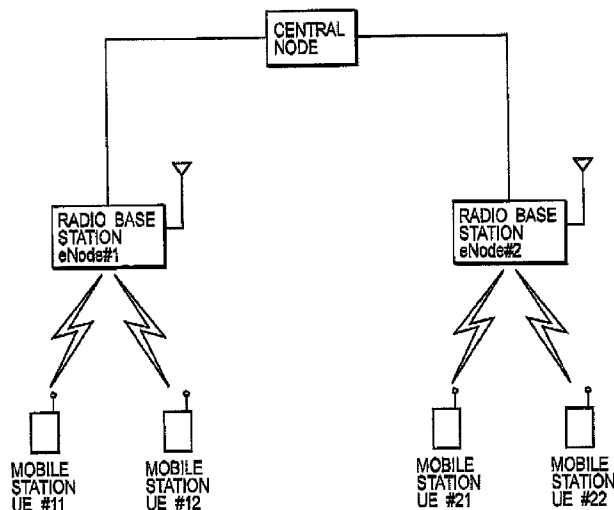 CENTRAL
NODE
RADIO BASE
STATION
eNode#1
RADIO BASE
STATION
eNode#2
MOBILE
STATION
UE #11
MOBILE
STATION
UE #12
MOBILE
STATION
UE #21
MOBILE
STATION
UE #22